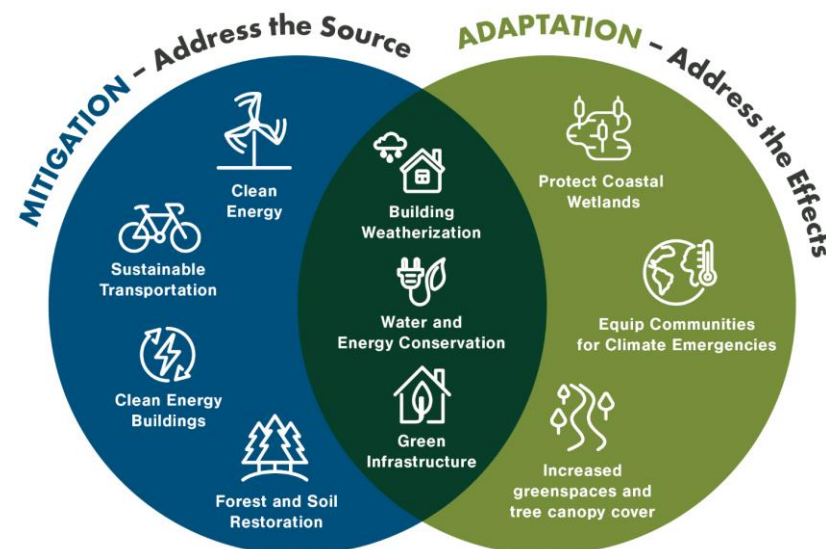 MITIGATION – Address the Source
ADAPTATION – Address the Effects
Clean
Energy
Sustainable
Transportation
Clean Energy
Buildings
Forest and Soil
Restoration
Building
Weatherization
Water and
Energy Conservation
Green
Infrastructure
Protect Coastal
Wetlands
Equip Communities
for Climate Emergencies
Increased
greenspaces and
tree canopy cover